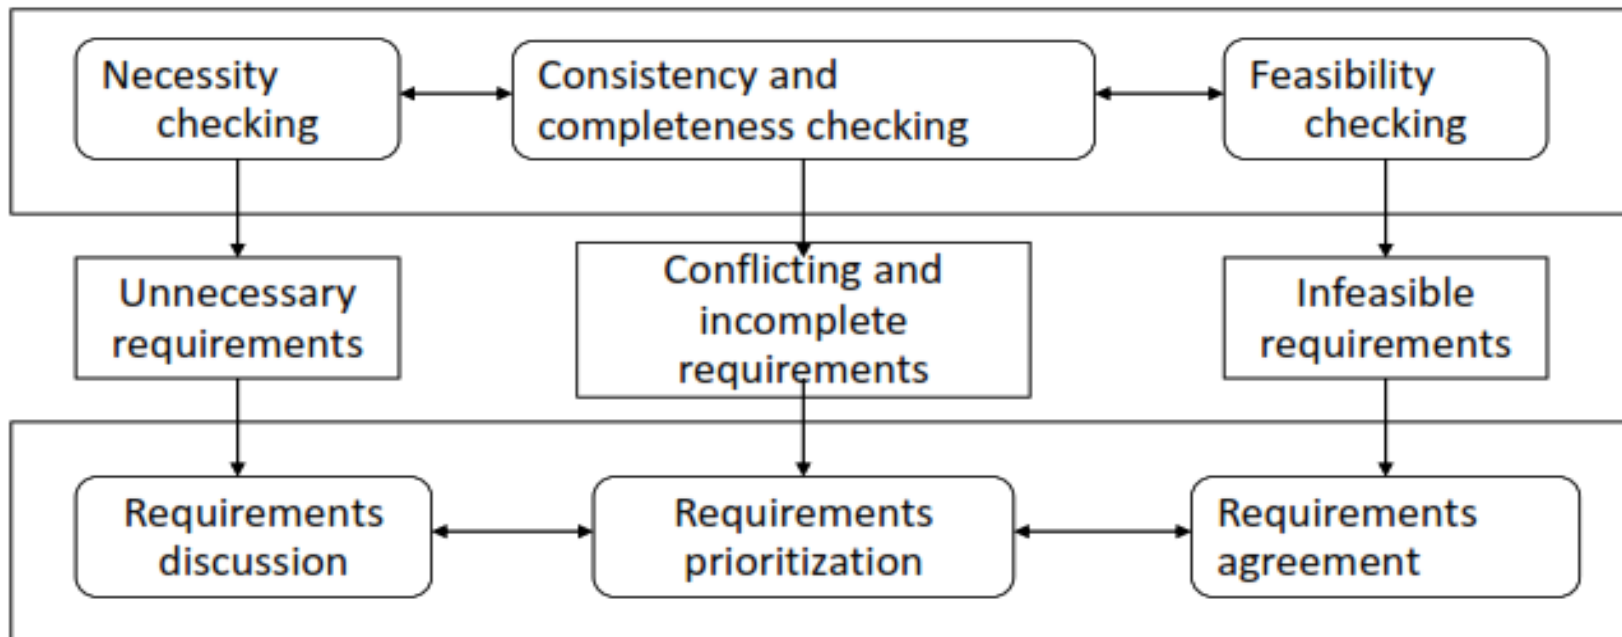 Necessity
checking
Consistency and
completeness checking
Feasibility
checking
Unnecessary
requirements
Conflicting and
incomplete
requirements
Infeasible
requirements
Requirements
discussion
Requirements
prioritization
Requirements
agreement